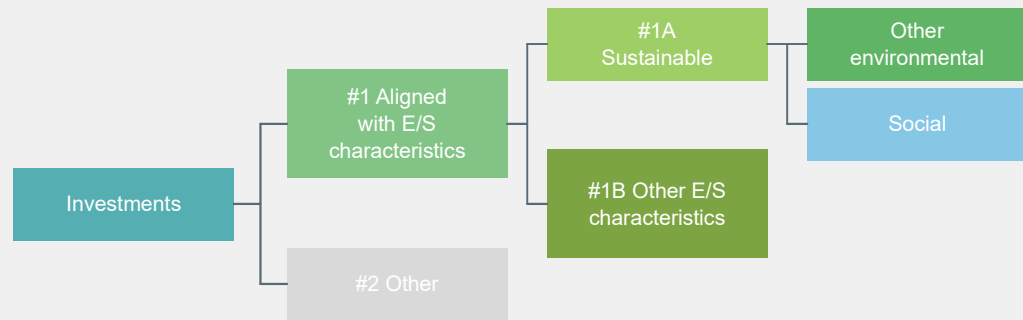 #1A
Sustainable
Other
environmental
#1 Aligned
with E/S
characteristics
Social
Investments
#1B Other E/S
characteristics
#2 Other